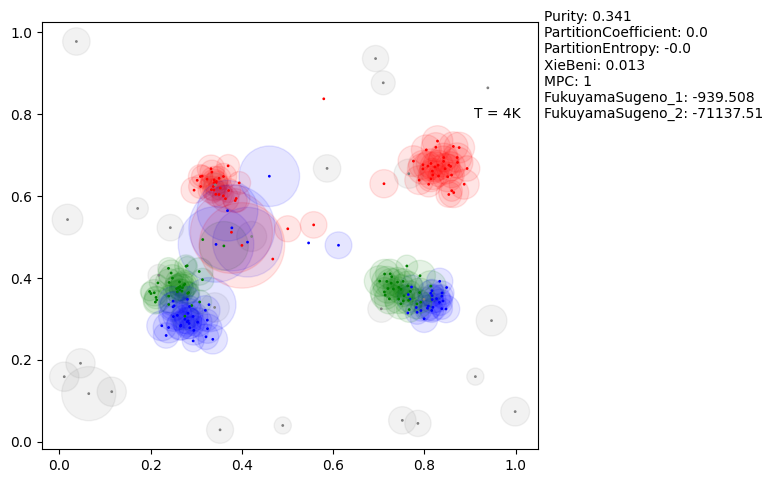 Purity: 0.341
PartitionCoefficient: 0.0
PartitionEntropy: -0.0
XieBeni: 0.013
MPC: 1
FukuyamaSugeno_1: -939.508
FukuyamaSugeno_2: -71137.51
T = 4K
1.0
0.8
0.6
0.4
0.2
0.0
0.0 0.2 0.4 0.6 0.8 1.0